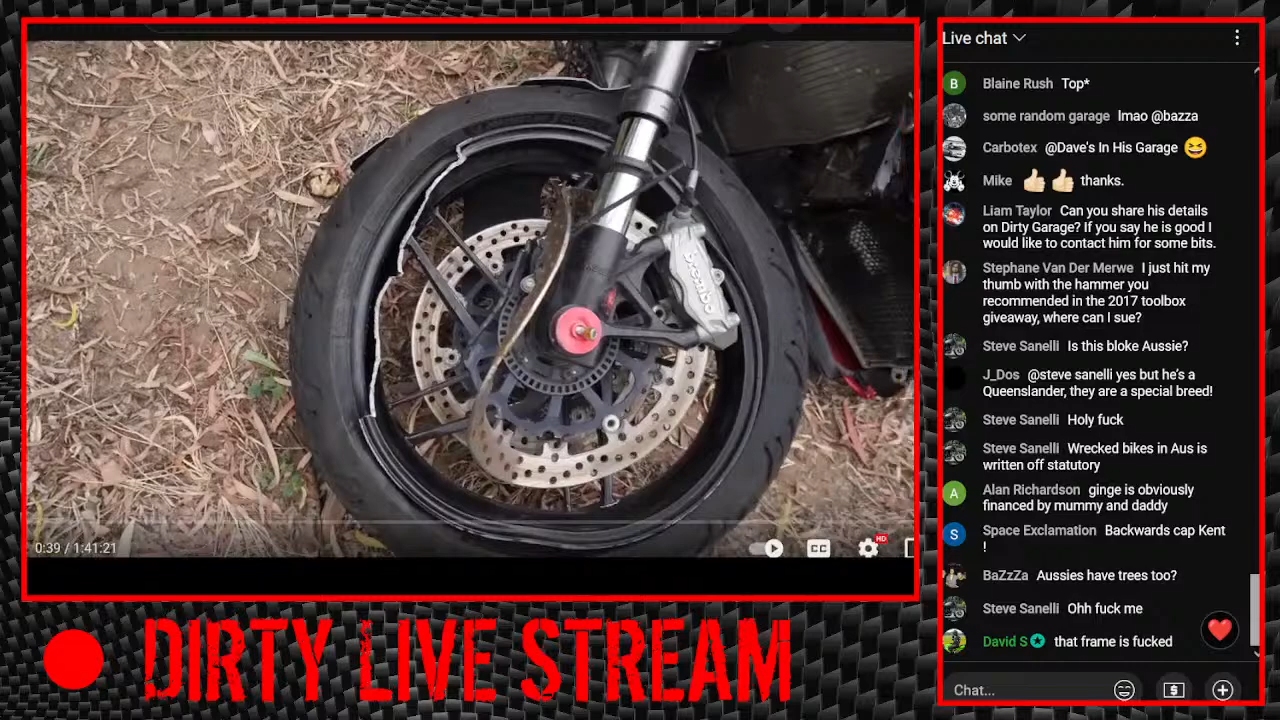 Live chat
B
Blaine Rush Top*
some random garage lmao @bazza
Carbotex @Dave's In His Garage 😆
Mike 👍🏻 👍🏻 thanks.
Liam Taylor Can you share his details
on Dirty Garage? If you say he is good I
would like to contact him for some bits.
Stephane Van Der Merwe I just hit my
thumb with the hammer you
recommended in the 2017 toolbox
giveaway, where can I sue?
Steve Sanelli Is this bloke Aussie?
J_Dos @steve sanelli yes but he's a
Queenslander, they are a special breed!
Steve Sanelli Holy fuck
Steve Sanelli Wrecked bikes in Aus is
written off statutory
A
Alan Richardson ginge is obviously
financed by mummy and daddy
S
Space Exclamation Backwards cap Kent
!
BaZzZa Aussies have trees too?
Steve Sanelli Ohh fuck me
David S that frame is fucked
Chat...
$
brembo
0:39 / 1:41:21
CC
HD
DIRTY LIVE STREAM